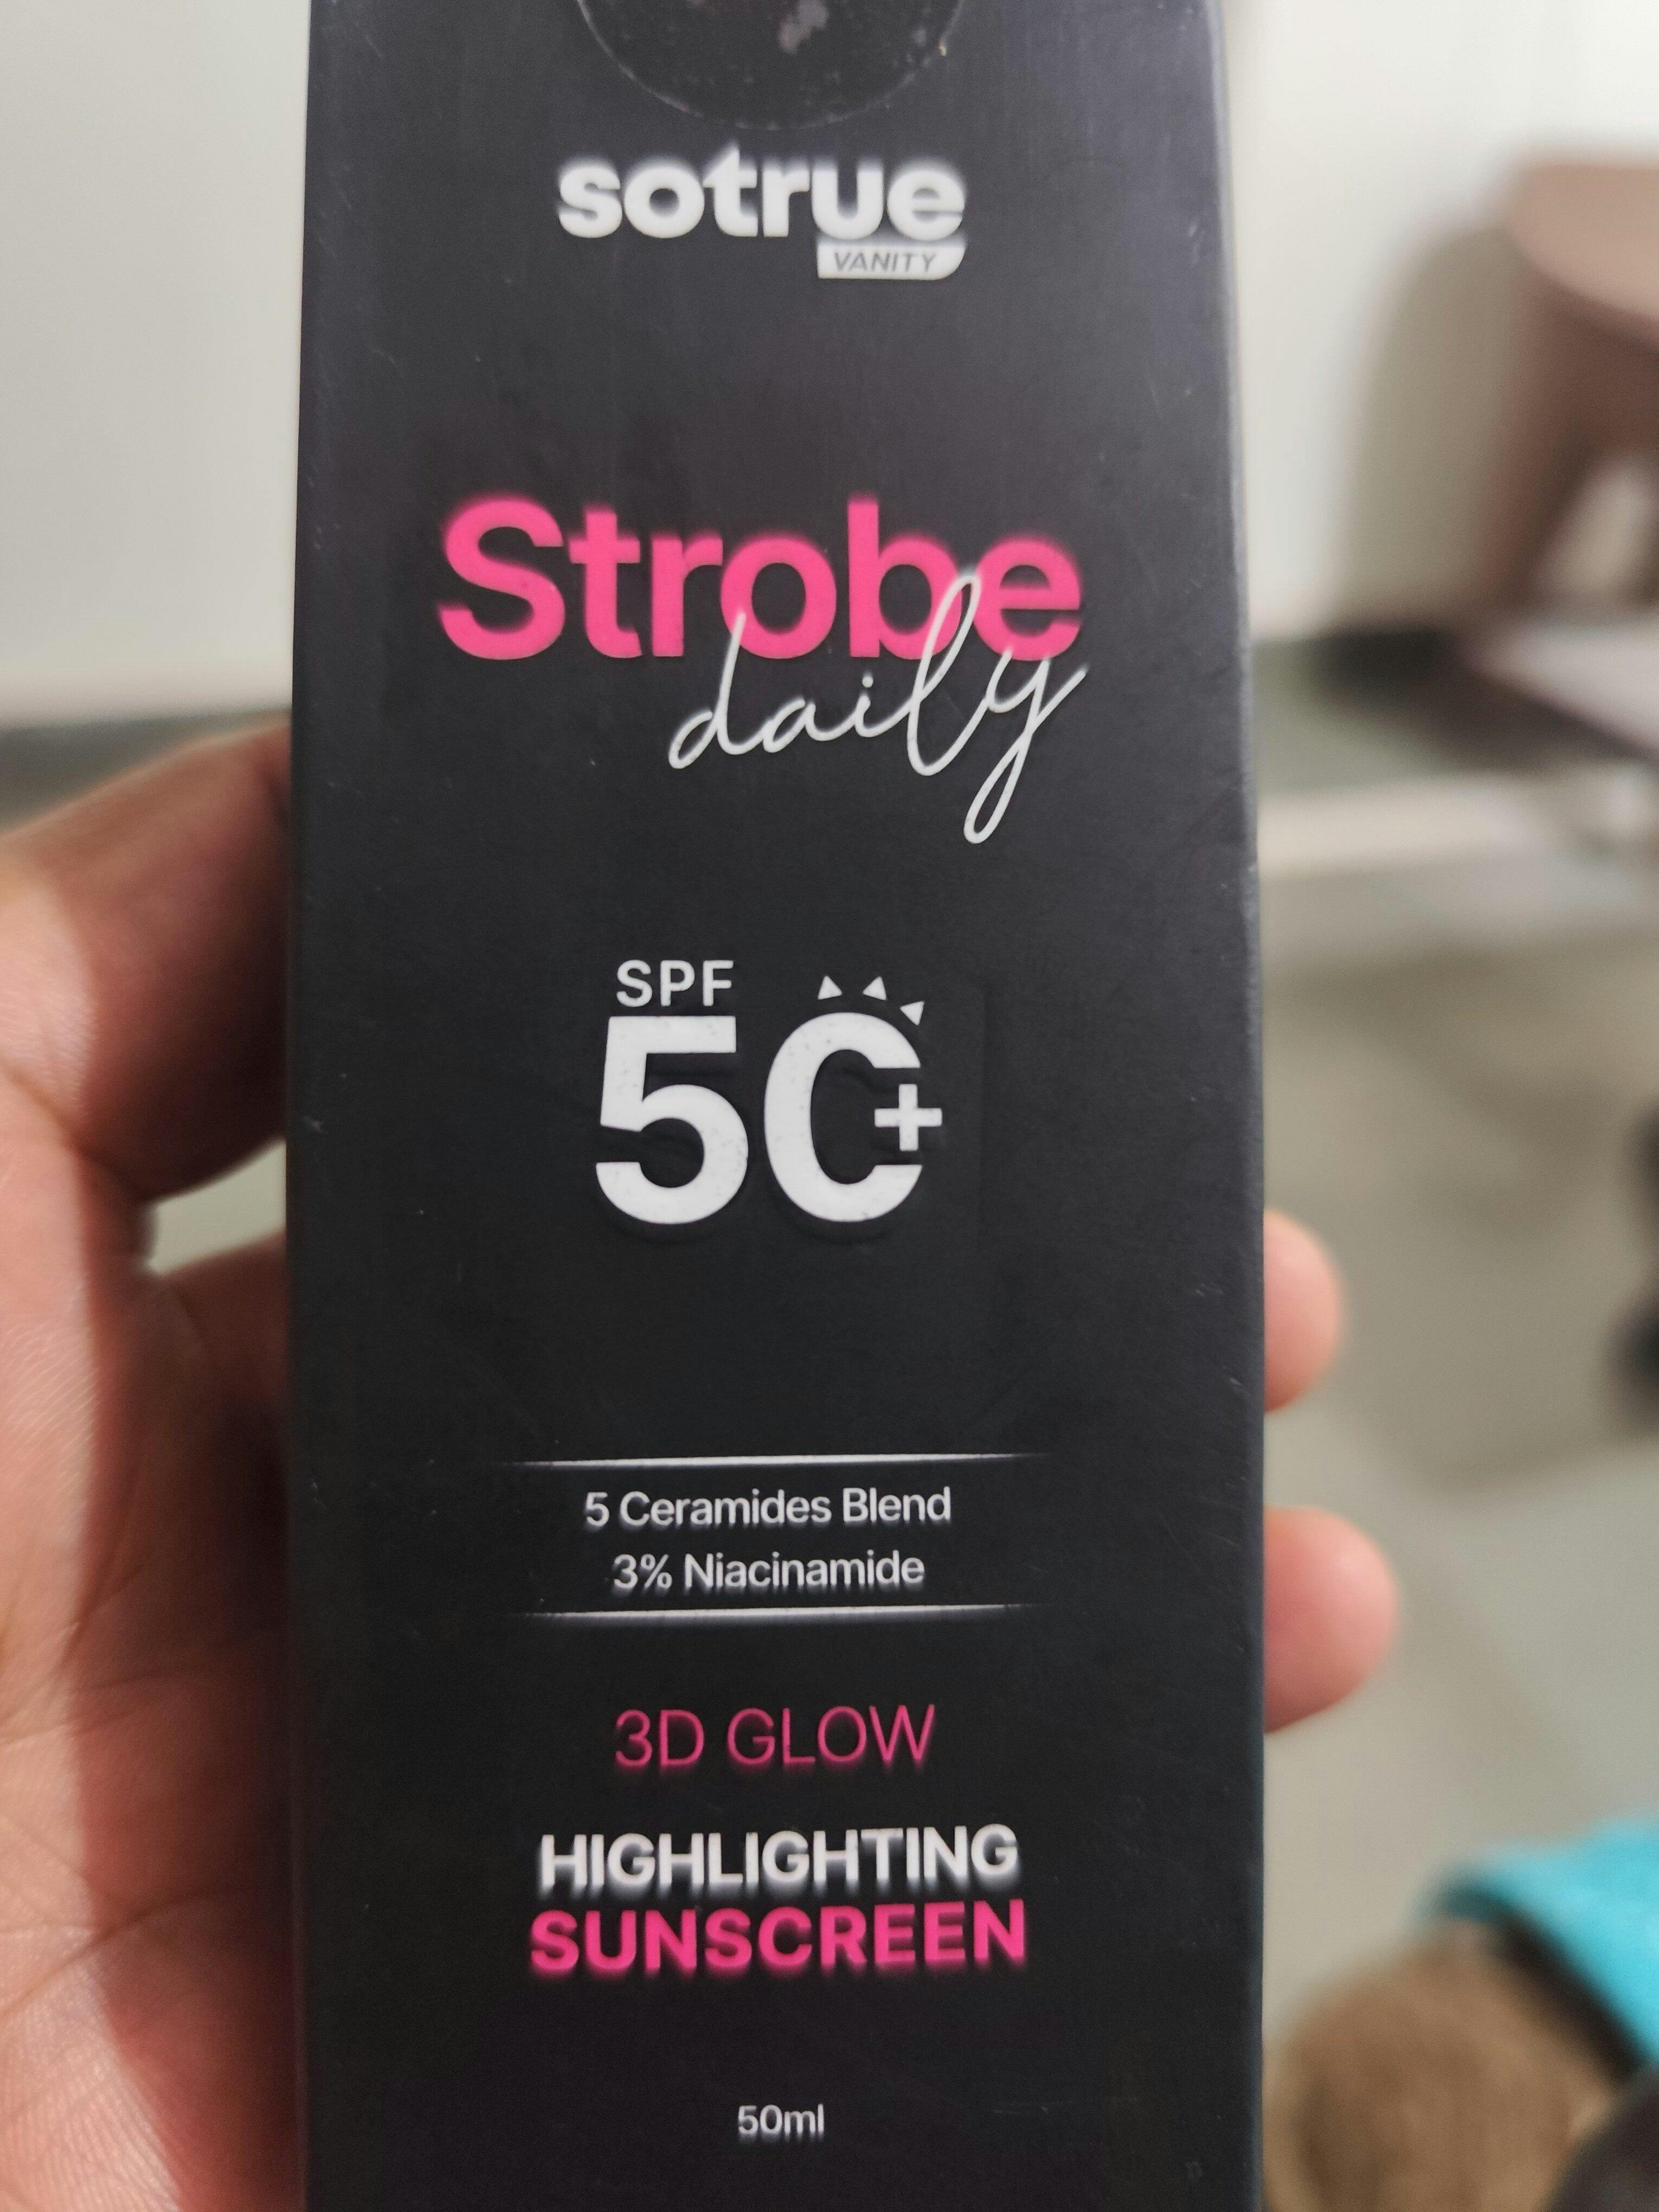 sotrue
VANITY
Strobe
daily
SPF
50+
5 Ceramides Blend
3% Niacinamide
3D GLOW
HIGHLIGHTING
SUNSCREEN
50ml